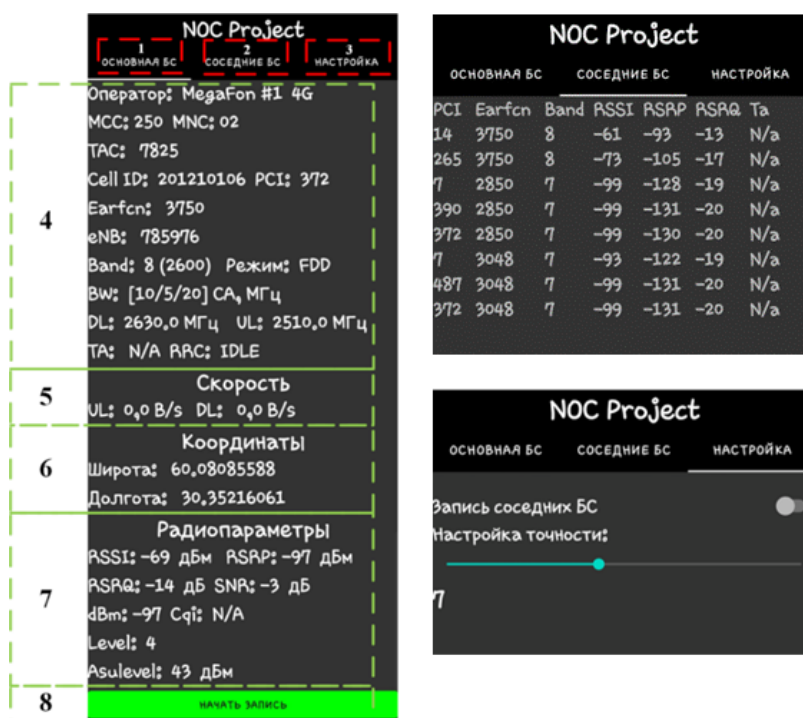 NOC Project
1 2 3
ОСНОВНАЯ БС СОСЕДНИЕ БС НАСТРОЙКА
4
Оператор: MegaFon #1 4G
MCC: 250 MNC: 02
TAC: 7825
Cell ID: 201210106 PCI: 372
Earfcn: 3750
eNB: 785976
Band: 8 (2600) Режим: FDD
BW: [10/5/20] CA, МГц
DL: 2630,0 МГц UL: 2510,0 МГц
TA: N/A RRC: IDLE
5
Скорость
UL: 0,0 B/s DL: 0,0 B/s
6
Координаты
Широта: 60.08085588
Долгота: 30.35216061
7
Радиопараметры
RSSI: -69 дБм RSRP: -97 дБм
RSRQ: -14 дБ SNR: -3 дБ
dBm: -97 Cqi: N/A
Level: 4
Asulevel: 43 дБм
8
НАЧАТЬ ЗАПИСЬ
NOC Project
ОСНОВНАЯ БС СОСЕДНИЕ БС НАСТРОЙКА
PCI Earfcn Band RSSI RSRP RSRQ Ta
14 3750 8 -61 -93 -13 N/a
265 3750 8 -73 -105 -17 N/a
7 2850 7 -99 -128 -19 N/a
390 2850 7 -99 -131 -20 N/a
372 2850 7 -99 -130 -20 N/a
7 3048 7 -93 -122 -19 N/a
487 3048 7 -99 -131 -20 N/a
372 3048 7 -99 -131 -20 N/a
NOC Project
ОСНОВНАЯ БС СОСЕДНИЕ БС НАСТРОЙКА
Запись соседних БС
Настройка точности:
7